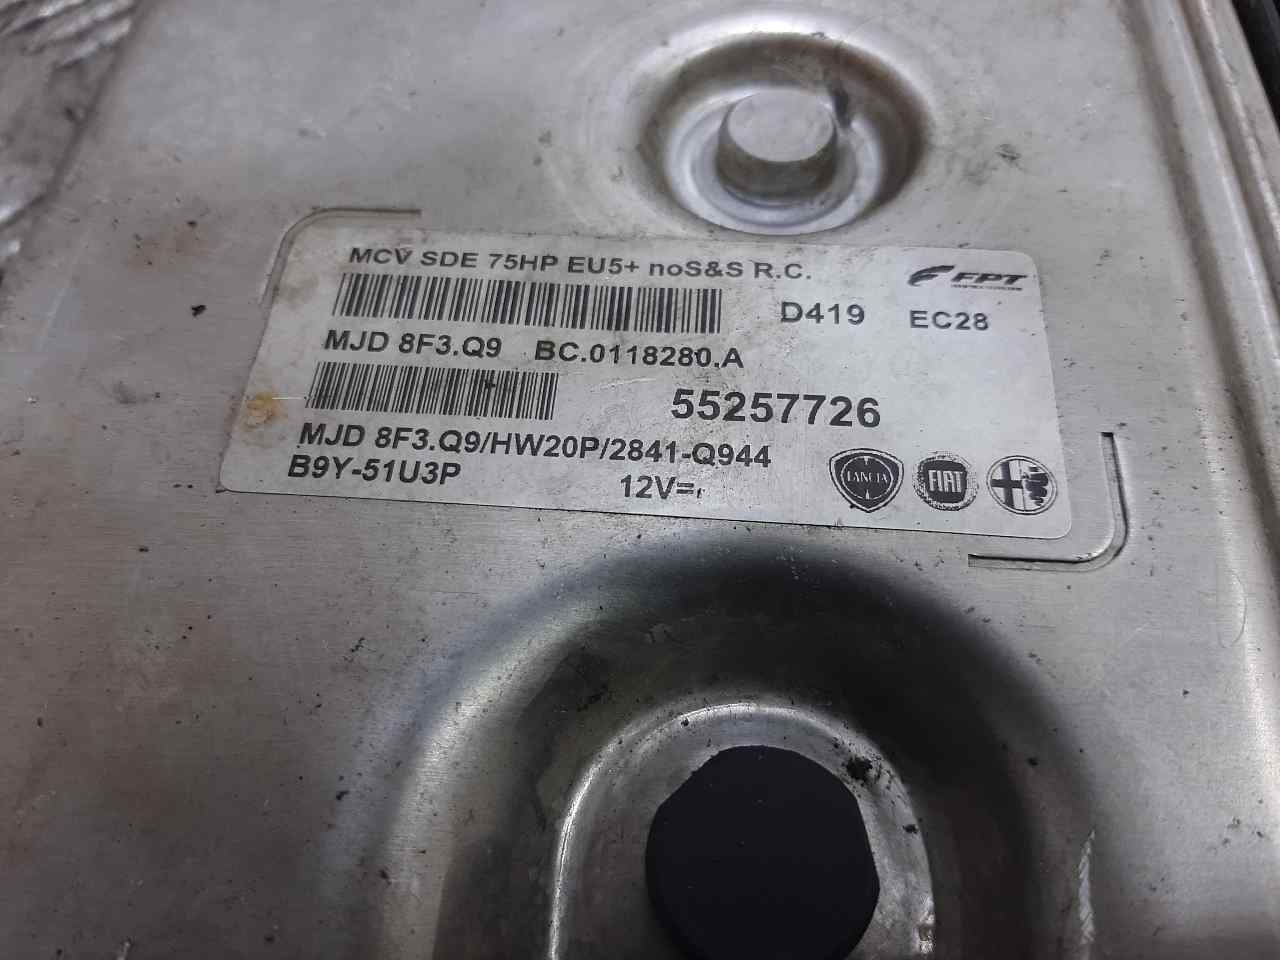 MCV SDE 75HP EU5+ noS&S R.C.
FPT
D419 EC28
MJD 8F3.Q9 BC.0118280.A
55257726
MJD 8F3.Q9/HW20P/2841-Q944
B9Y-51U3P 12V=
LANCIA FIAT